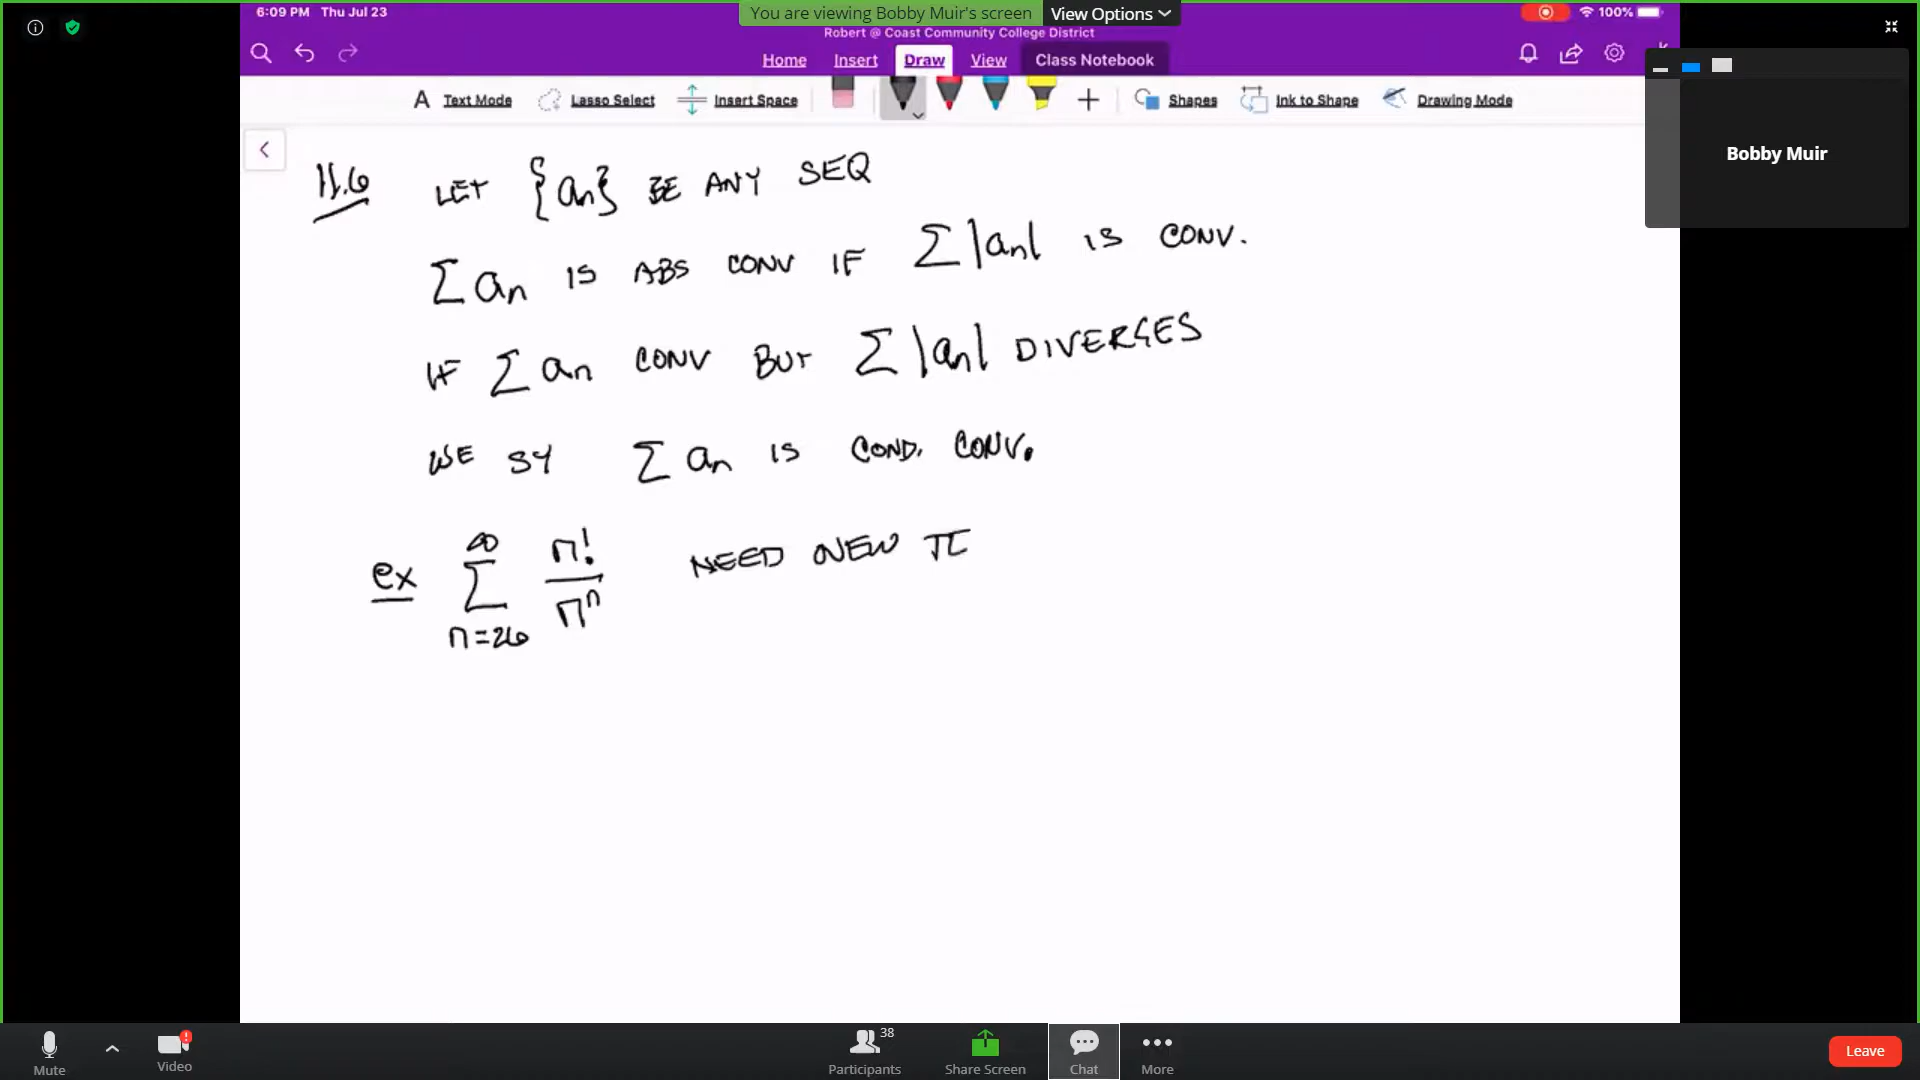 6:09 PM Thu Jul 23
You are viewing Bobby Muir's screen View Options
100%
Robert @ Coast Community College District
Home Insert Draw View Class Notebook
A Text Mode Lasso Select Insert Space Shapes Ink to Shape Drawing Mode
Bobby Muir
11.6 LET {an} BE ANY SEQ
∑ an IS ABS CONV IF ∑ |an| IS CONV.
IF ∑ an CONV BUT ∑ |an| DIVERGES
WE SY ∑ an IS COND. CONV.
ex ∞ ∑ n=26 n!/nⁿ NEED NEW
Mute Video 38 Participants Share Screen Chat More Leave